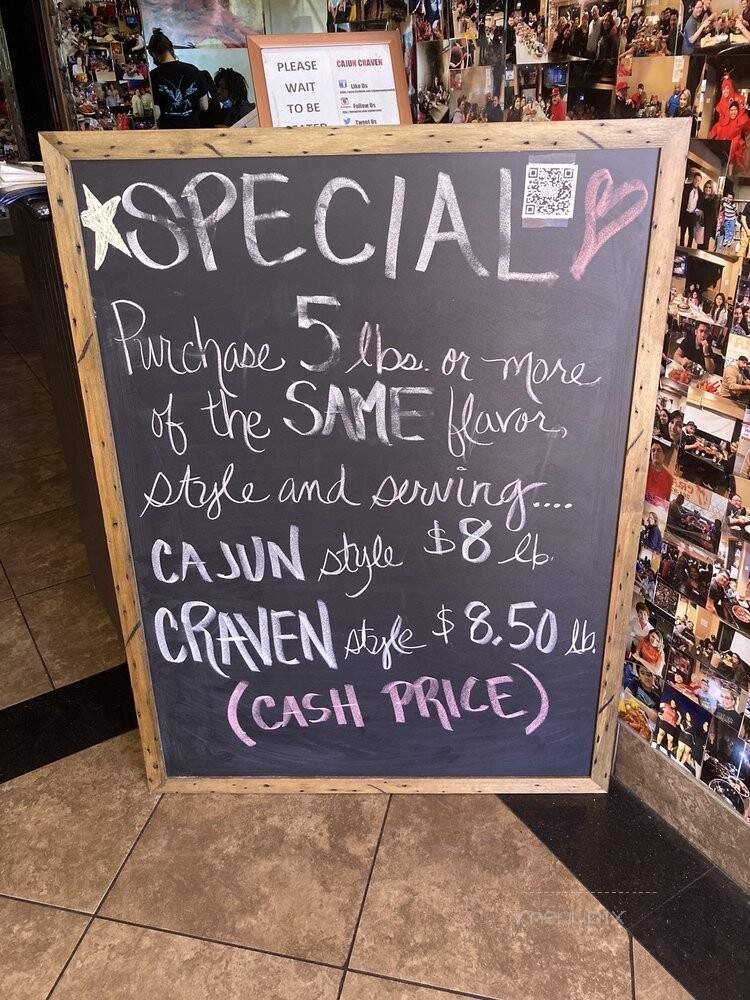 PLEASE
WAIT
TO BE
CAJUN CRAVEN
Like Us
Follow Us
Tweet Us
SPECIAL
Purchase 5 lbs. or more
of the SAME flavor,
style and serving....
CAJUN style $8 lb.
CRAVEN style $8.50 lb.
(CASH PRICE)
menupix